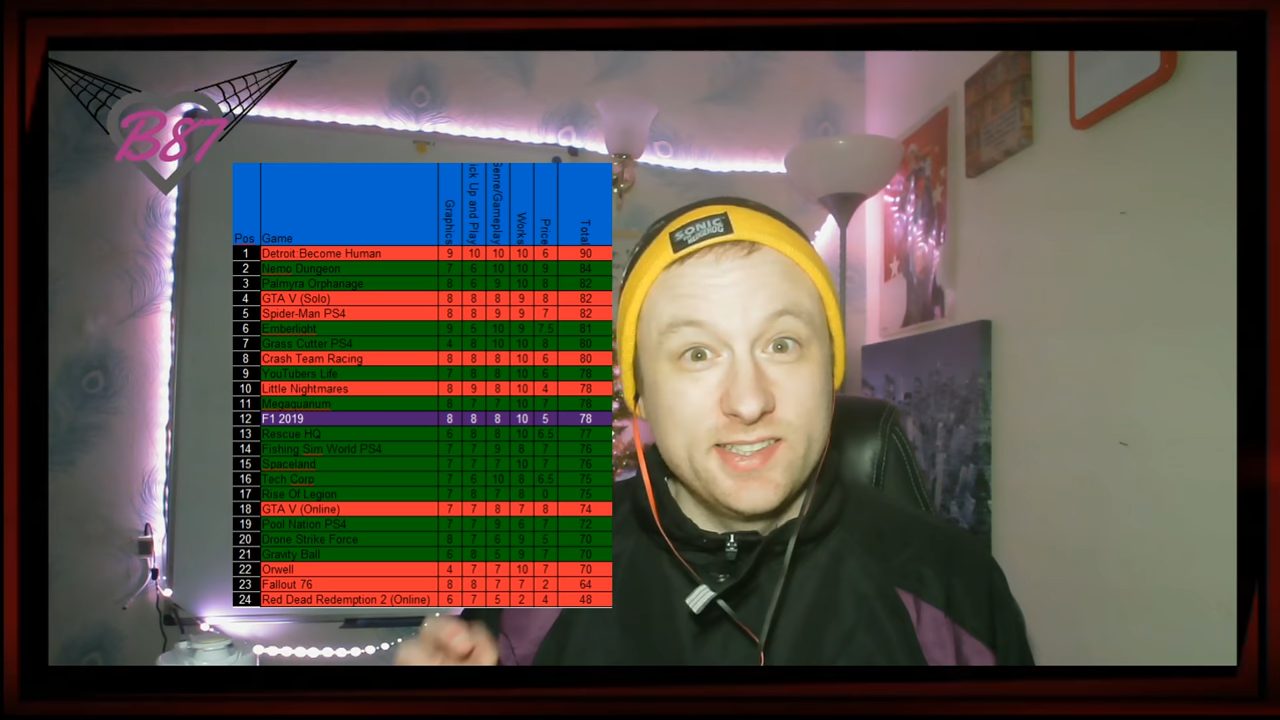 B87
SONIC
THE HEDGEHOG
Pos Game Graphics ick Up and Play Genre/Gameplay Works Price Total
1 Detroit:Become Human 9 10 10 10 6 90
2 Nemo Dungeon 7 6 10 10 9 84
3 Palmyra Orphanage 8 6 9 10 8 82
4 GTA V (Solo) 8 8 8 9 8 82
5 Spider-Man PS4 8 8 9 9 7 82
6 Emberlight 9 5 10 9 7.5 81
7 Grass Cutter PS4 4 8 10 10 8 80
8 Crash Team Racing 8 8 8 10 6 80
9 YouTubers Life 7 8 8 10 6 78
10 Little Nightmares 8 9 8 10 4 78
11 Megaquarium 8 7 7 10 7 78
12 F1 2019 8 8 8 10 5 78
13 Rescue HQ 6 8 8 10 6.5 77
14 Fishing Sim World PS4 7 7 9 8 7 76
15 Spaceland 7 7 7 10 7 76
16 Tech Corp 7 6 10 8 6.5 75
17 Rise Of Legion 7 8 7 8 0 75
18 GTA V (Online) 7 7 8 7 8 74
19 Pool Nation PS4 7 7 9 6 7 72
20 Drone Strike Force 8 7 6 9 5 70
21 Gravity Ball 6 8 5 9 7 70
22 Orwell 4 7 7 10 7 70
23 Fallout 76 8 8 7 7 2 64
24 Red Dead Redemption 2 (Online) 6 7 5 2 4 48